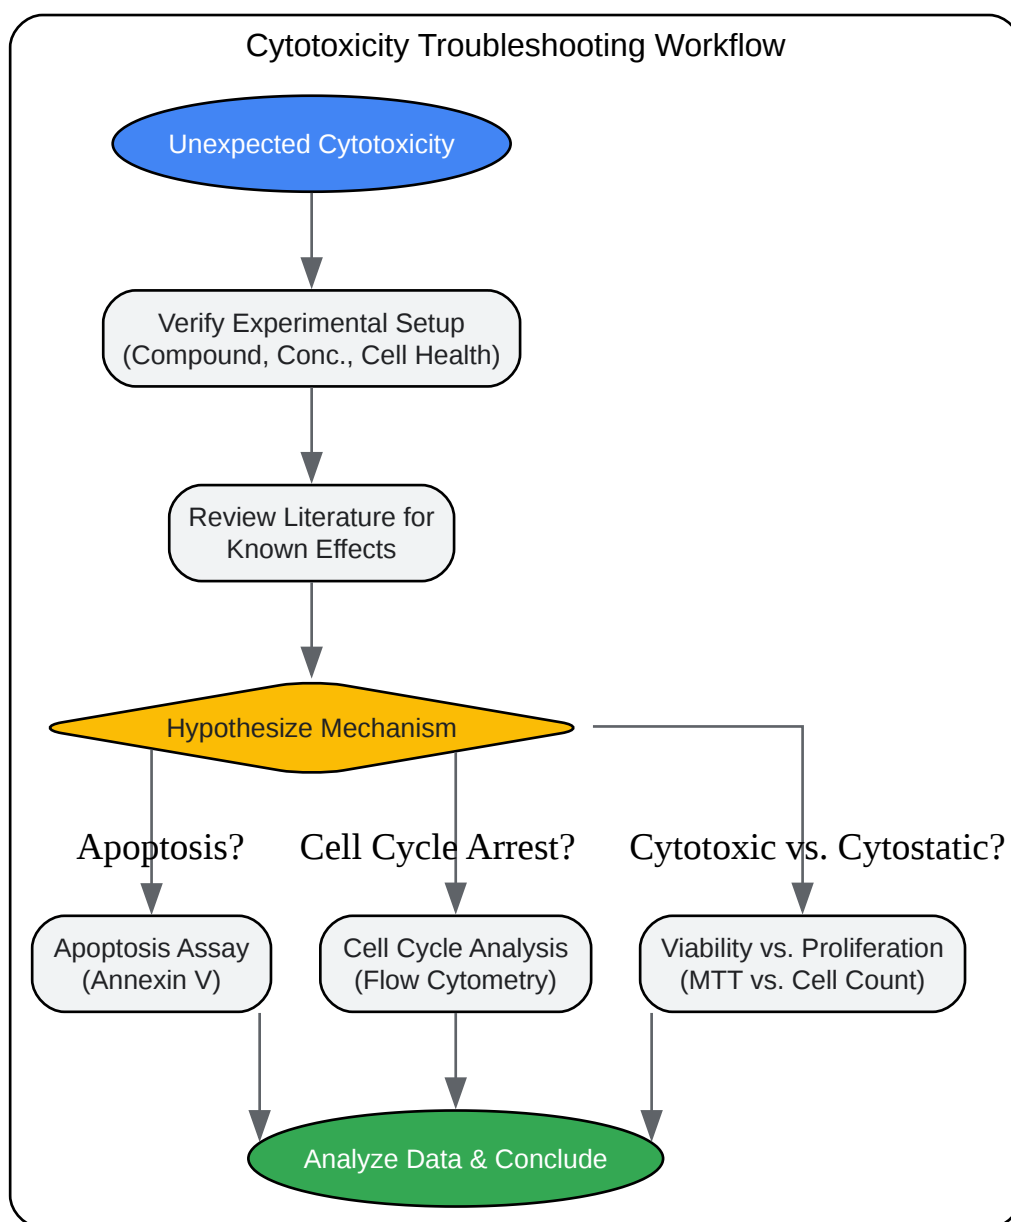 Cytotoxicity Troubleshooting Workflow
Unexpected Cytotoxicity
Verify Experimental Setup
(Compound, Conc., Cell Health)
Review Literature for
Known Effects
Hypothesize Mechanism
Apoptosis?
Cell Cycle Arrest?
Cytotoxic vs. Cytostatic?
Apoptosis Assay
(Annexin V)
Cell Cycle Analysis
(Flow Cytometry)
Viability vs. Proliferation
(MTT vs. Cell Count)
Analyze Data & Conclude